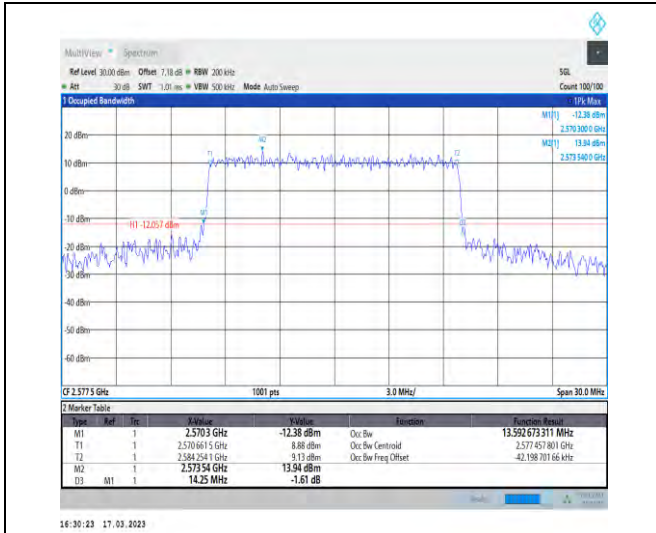 MultiView Spectrum
Ref Level 30.00 dBm Offset 7.18 dB RBW 200 kHz SGL
Att 30 dB SWT 1.01 ms VBW 500 kHz Mode Auto Sweep Count 100/100
1 Occupied Bandwidth 1Pk Max
M1[1] -12.38 dBm
2.570 300 0 GHz
M2[1] 13.94 dBm
2.573 540 0 GHz
20 dBm
M2
T1 T2
10 dBm
0 dBm
-10 dBm
H1 -12.057 dBm
-20 dBm
-30 dBm
-40 dBm
-50 dBm
-60 dBm
CF 2.577 5 GHz 1001 pts 3.0 MHz/ Span 30.0 MHz
2 Marker Table
Type Ref Trc X-Value Y-Value Function Function Result
M1 1 2.5703 GHz -12.38 dBm Occ Bw 13.592 673 311 MHz
T1 1 2.570 661 5 GHz 8.88 dBm Occ Bw Centroid 2.577 457 801 GHz
T2 1 2.584 254 1 GHz 9.13 dBm Occ Bw Freq Offset -42.198 701 66 kHz
M2 1 2.573 54 GHz 13.94 dBm
D3 M1 1 14.25 MHz -1.61 dB
16:30:23 17.03.2023